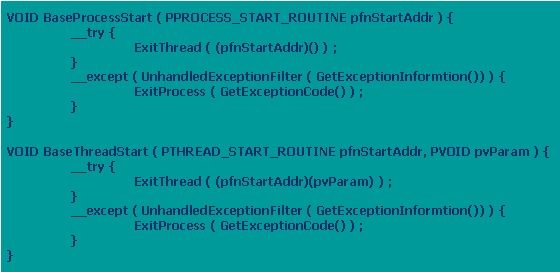 VOID BaseProcessStart ( PPROCESS_START_ROUTINE pfnStartAddr ) {
__try {
ExitThread ( (pfnStartAddr)() ) ;
}
__except ( UnhandledExceptionFilter ( GetExceptionInformtion()) ) {
ExitProcess ( GetExceptionCode() ) ;
}
}
VOID BaseThreadStart ( PTHREAD_START_ROUTINE pfnStartAddr, PVOID pvParam ) {
__try {
ExitThread ( (pfnStartAddr)(pvParam) ) ;
}
__except ( UnhandledExceptionFilter ( GetExceptionInformtion()) ) {
ExitProcess ( GetExceptionCode() ) ;
}
}